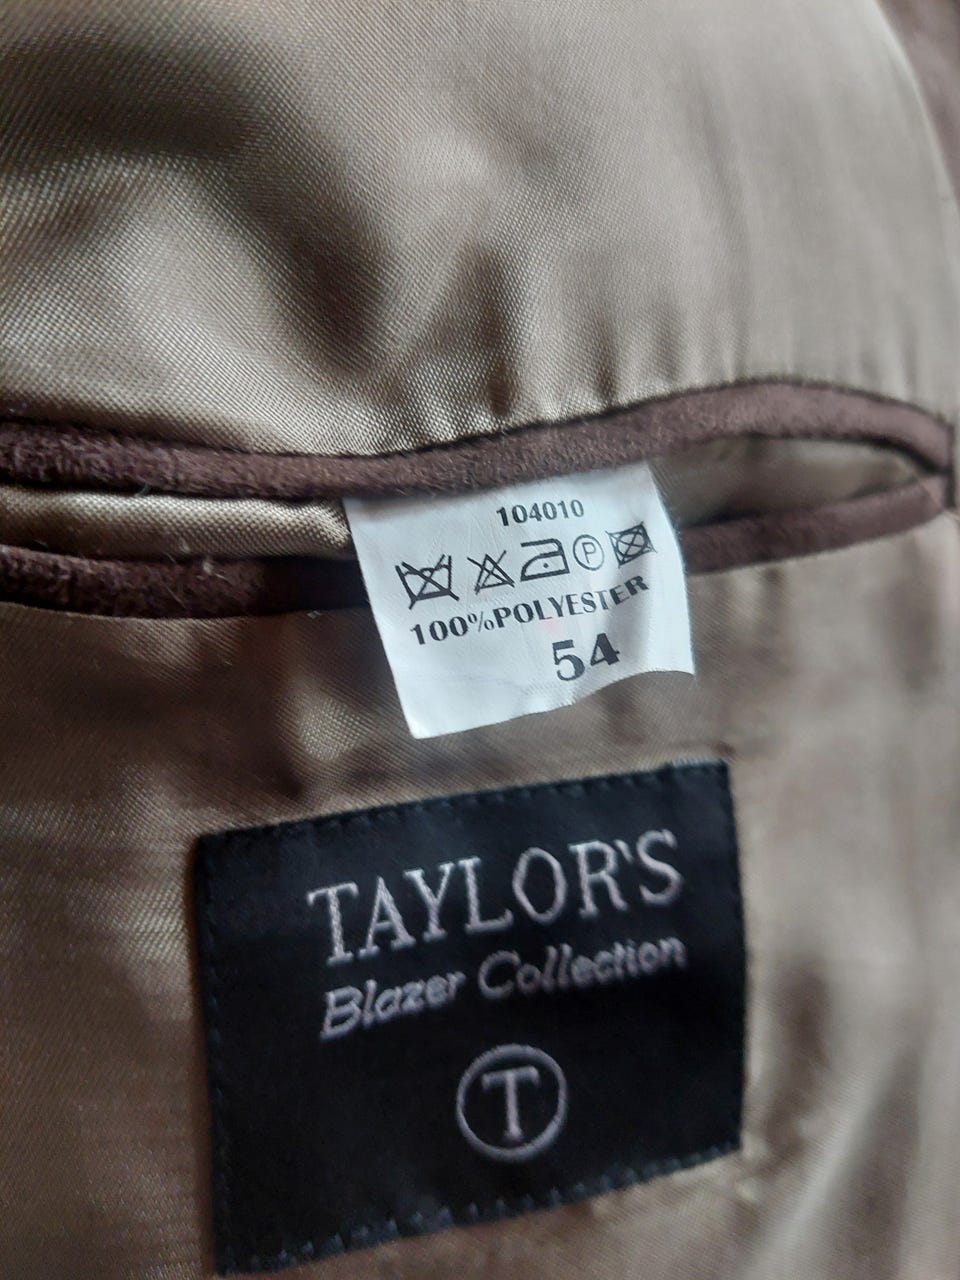 104010
P
100%POLYESTER
54
TAYLOR'S
Blazer Collection
T